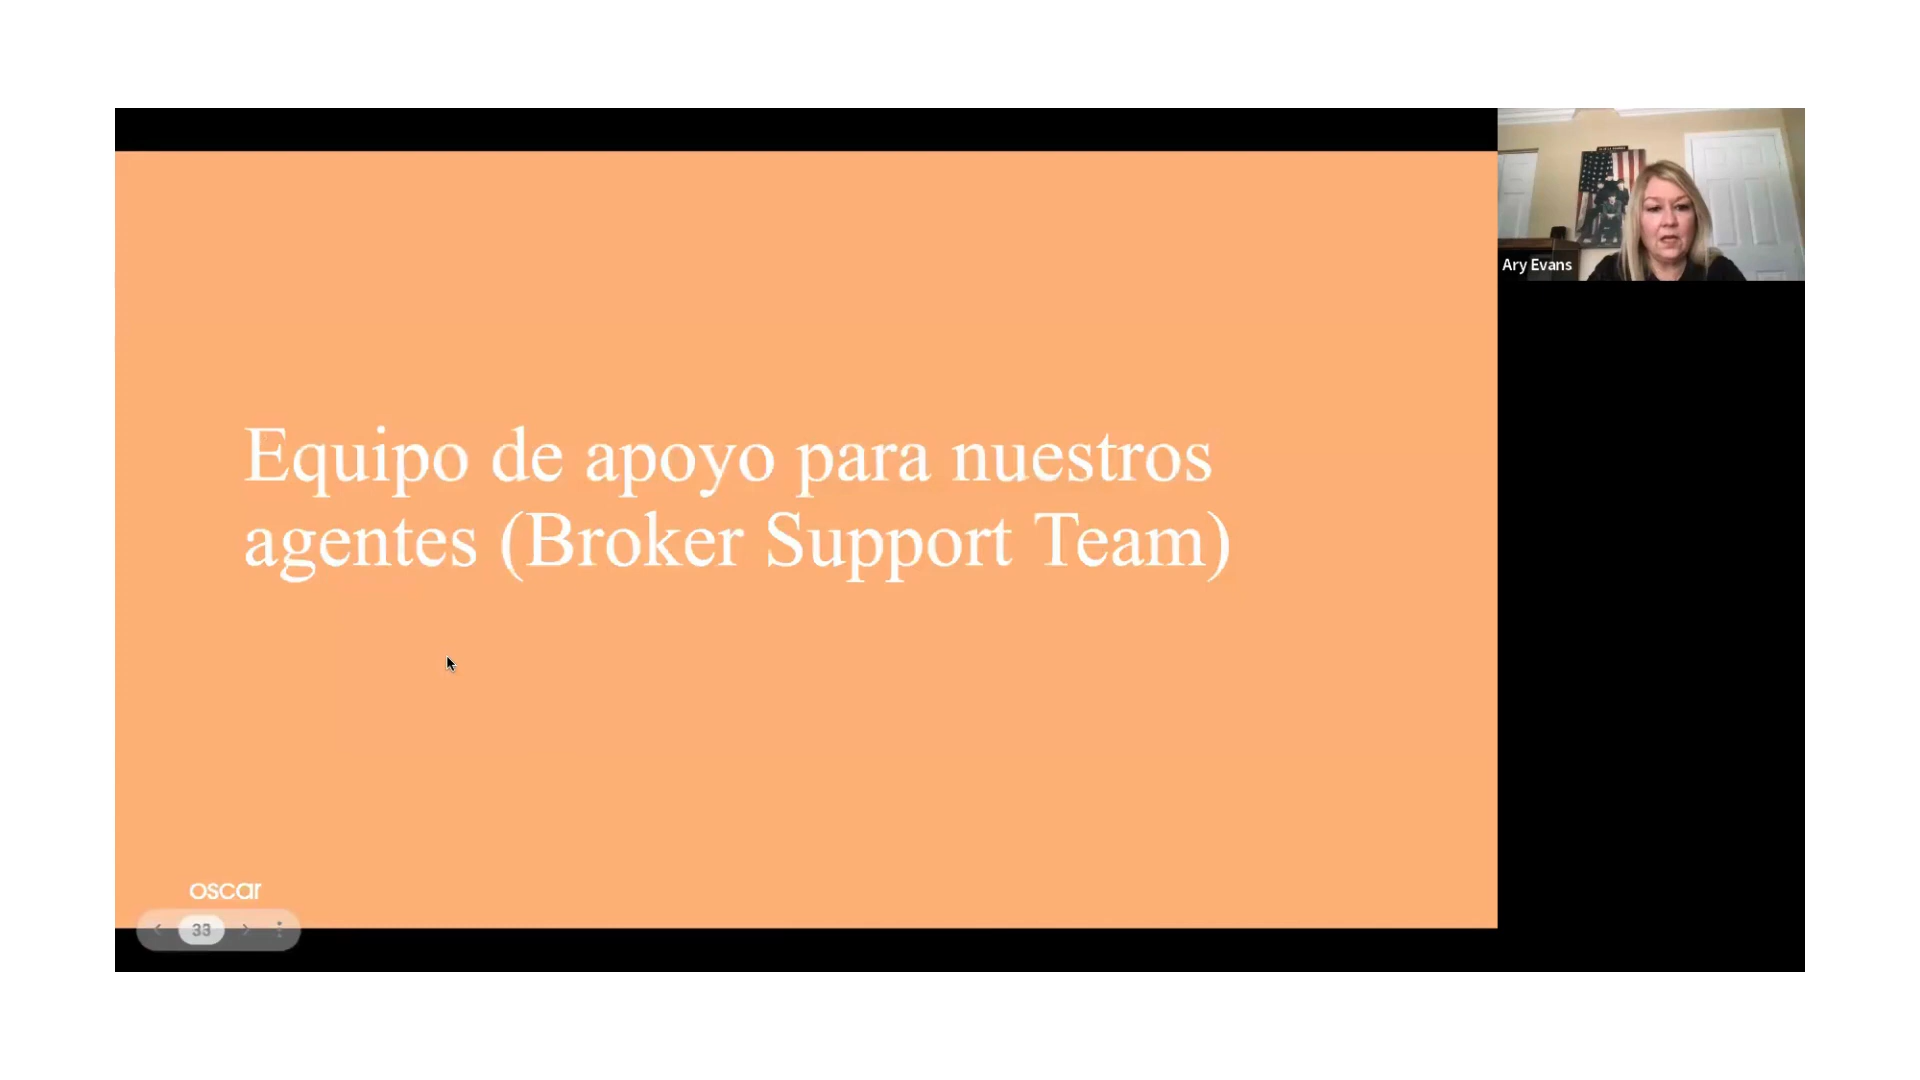 Equipo de apoyo para nuestros
agentes (Broker Support Team)
Ary Evans
oscar
33